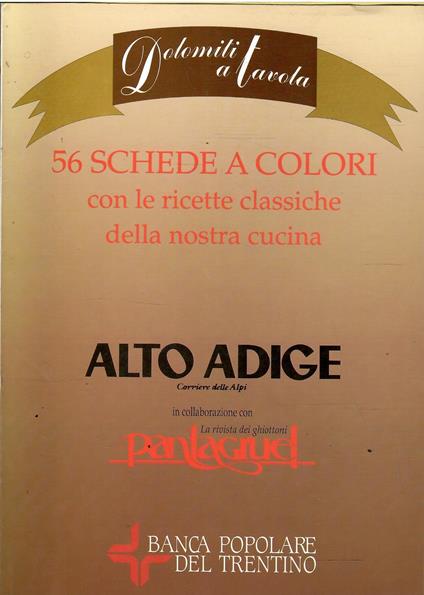 Dolomiti
a tavola
56 SCHEDE A COLORI
con le ricette classiche
della nostra cucina
ALTO ADIGE
Corriere delle Alpi
in collaborazione con
La rivista dei ghiottoni
pantagruel
BANCA POPOLARE
DEL TRENTINO